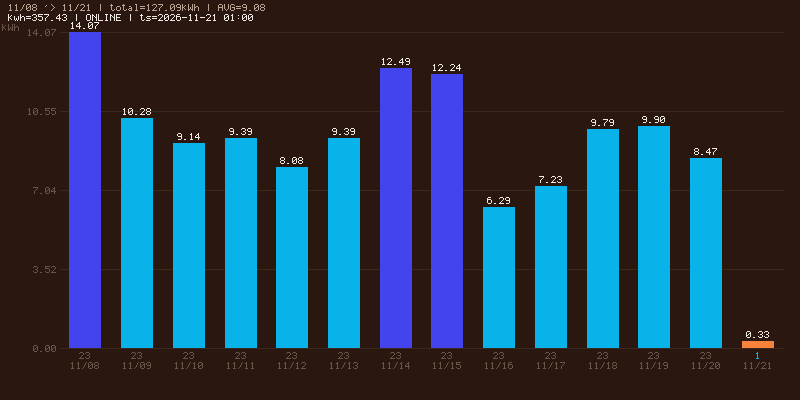 11/08 -> 11/21 | total=127.09kWh | AVG=9.08
Kwh=357.43 | ONLINE | ts=2026-11-21 01:00
kWh
14.07
10.55
7.04
3.52
0.00
14.07 10.28 9.14 9.39 8.08 9.39 12.49 12.24 6.29 7.23 9.79 9.90 8.47 0.33
23 23 23 23 23 23 23 23 23 23 23 23 23 1
11/08 11/09 11/10 11/11 11/12 11/13 11/14 11/15 11/16 11/17 11/18 11/19 11/20 11/21